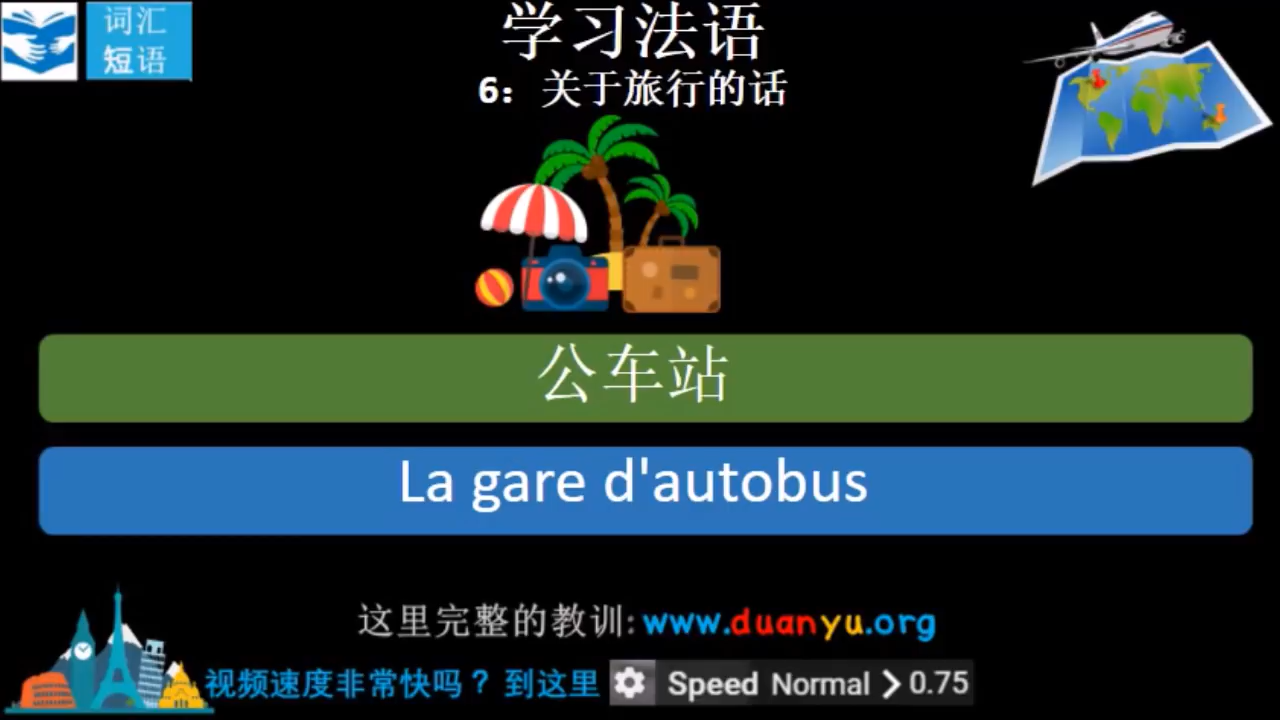 词汇
短语
学习法语
6：关于旅行的话
公车站
La gare d'autobus
这里完整的教训: www.duanyu.org
视频速度非常快吗？ 到这里 Speed Normal > 0.75